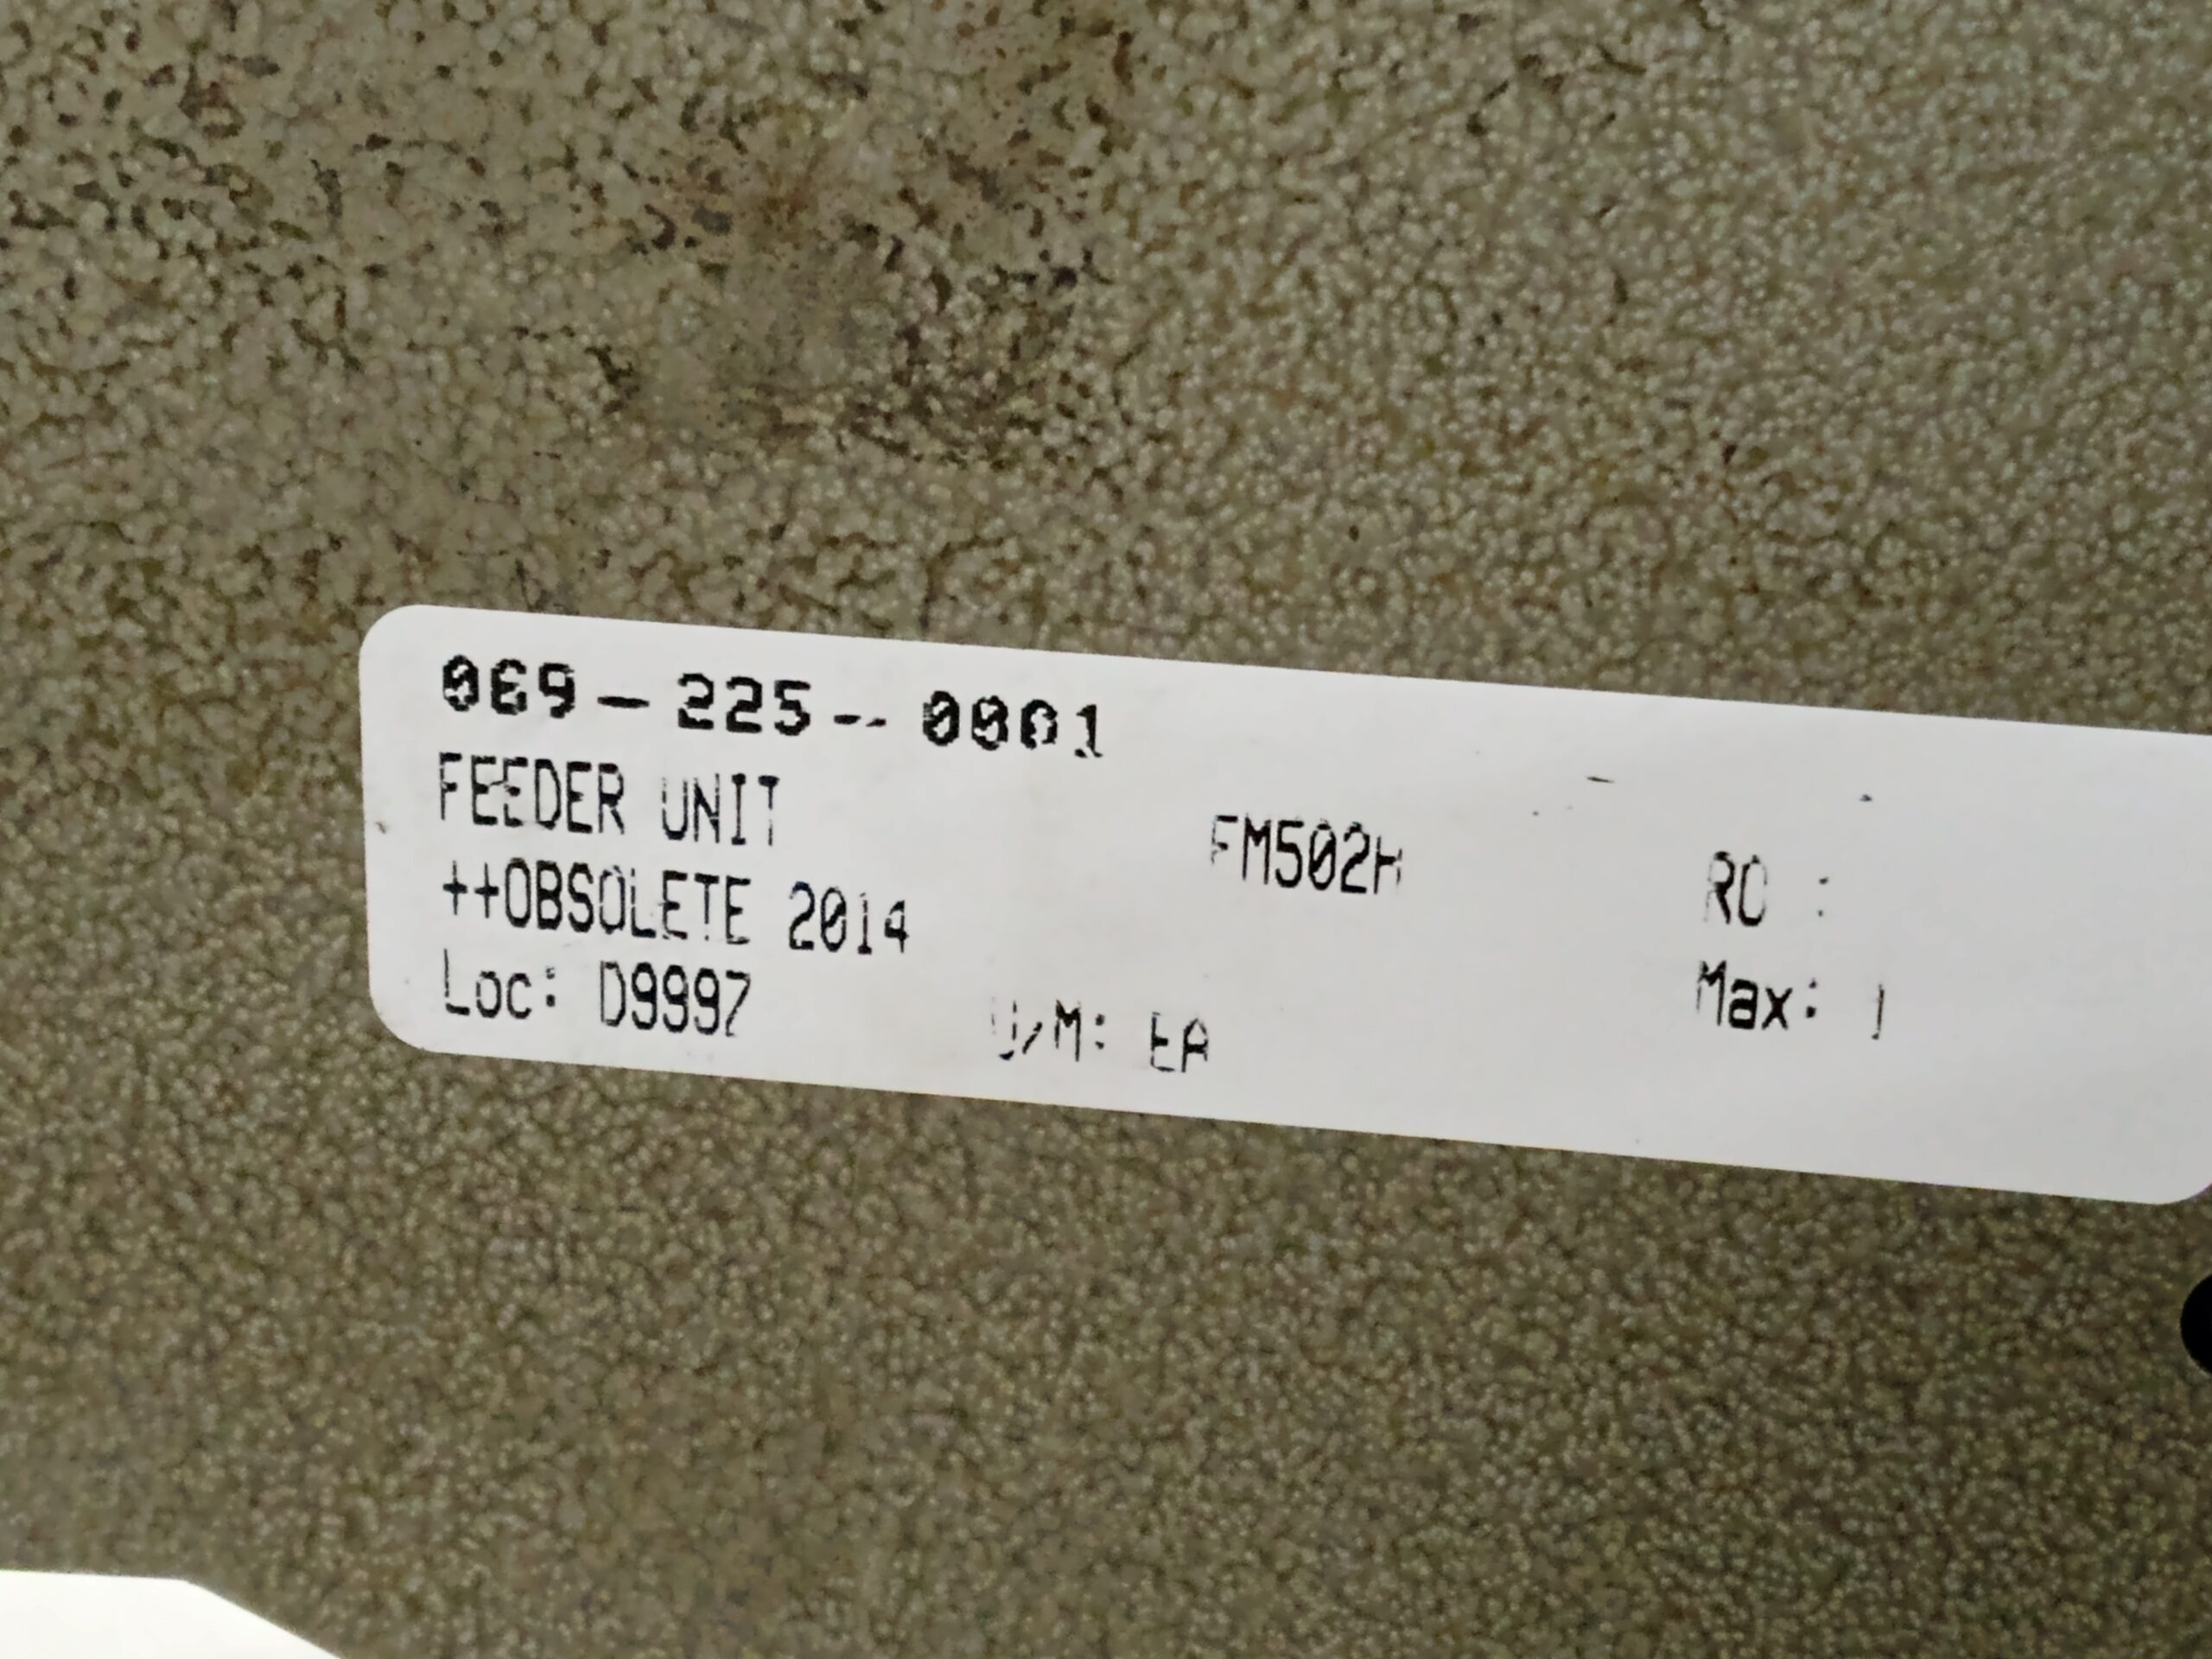 069-225-0001
FEEDER UNIT FM502H RO :
++OBSOLETE 2014
Loc: D9997 U/M: EA Max: 1